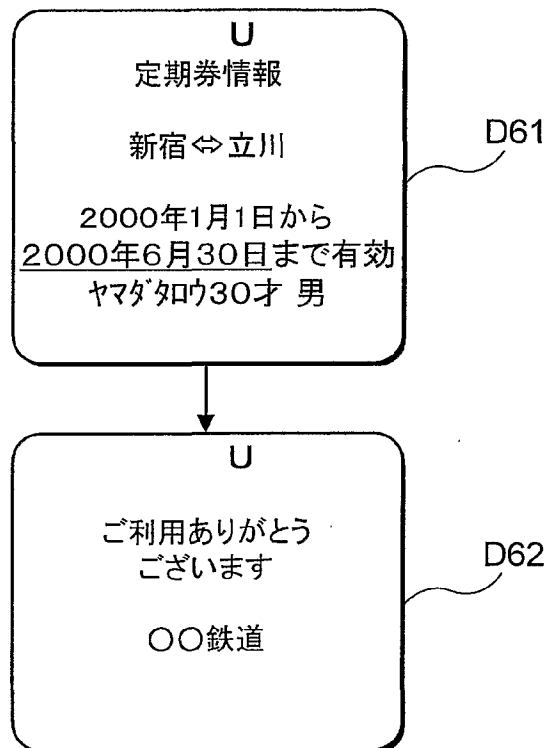 U
定期券情報
新宿⇔立川
D61
2000年1月1日から
2000年6月30日まで有効
ヤマダタロウ30才 男
U
ご利用ありがとう
ございます
D62
〇〇鉄道